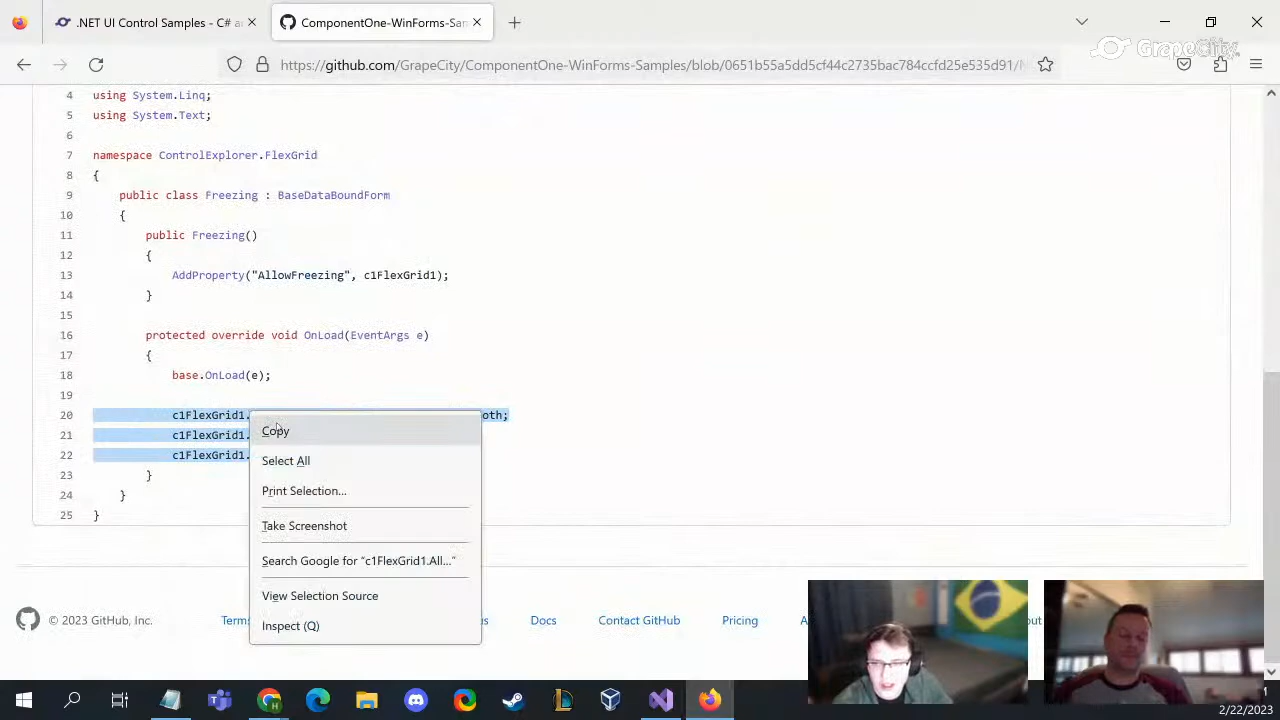 .NET UI Control Samples - C# a
ComponentOne-WinForms-Sam
GrapeCity
https://github.com/GrapeCity/ComponentOne-WinForms-Samples/blob/0651b55a5dd5cf44c2735bac784ccfd25e535d91/N
4 using System.Linq;
5 using System.Text;
6
7 namespace ControlExplorer.FlexGrid
8 {
9 public class Freezing : BaseDataBoundForm
10 {
11 public Freezing()
12 {
13 AddProperty("AllowFreezing", c1FlexGrid1);
14 }
15
16 protected override void OnLoad(EventArgs e)
17 {
18 base.OnLoad(e);
19
20 c1FlexGrid1. oth;
21 c1FlexGrid1.
22 c1FlexGrid1.
23 }
24 }
25 }
Copy
Select All
Print Selection...
Take Screenshot
Search Google for “c1FlexGrid1.All...”
View Selection Source
Inspect (Q)
© 2023 GitHub, Inc. Terms Docs Contact GitHub Pricing A out
2/22/2023